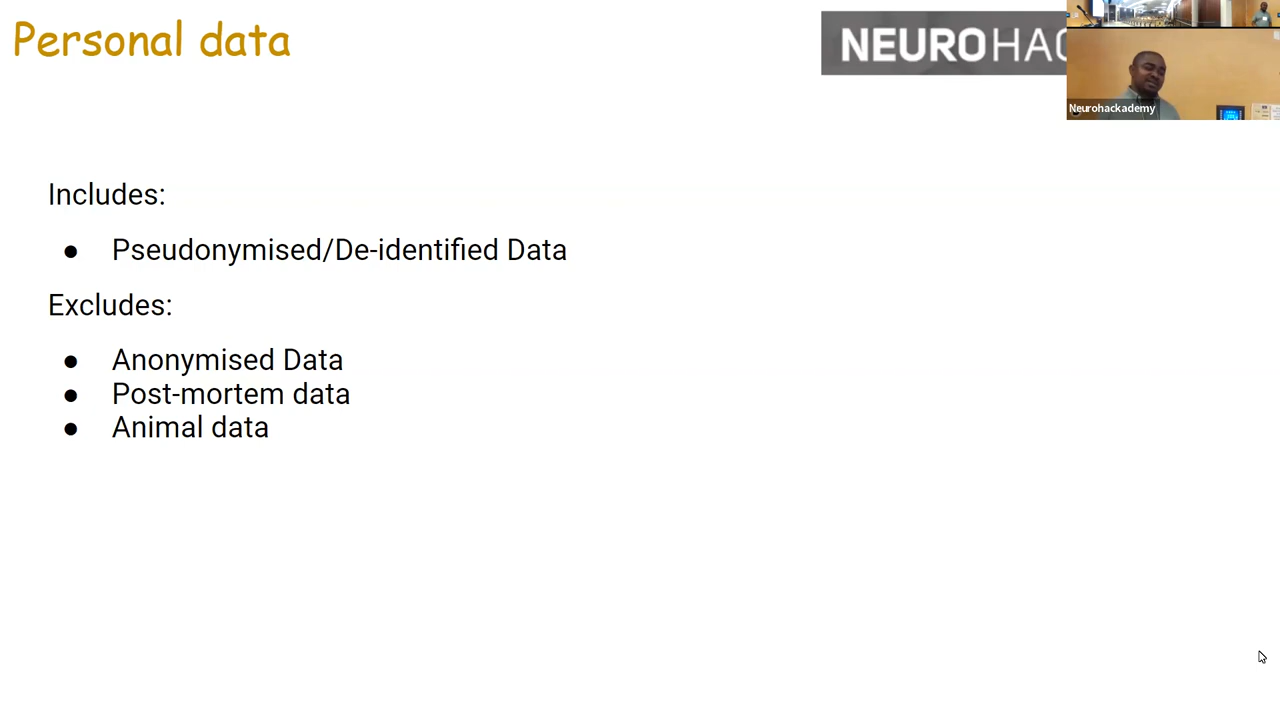 Personal data
NEUROHAC
Neurohackademy
Includes:
● Pseudonymised/De-identified Data
Excludes:
● Anonymised Data
● Post-mortem data
● Animal data